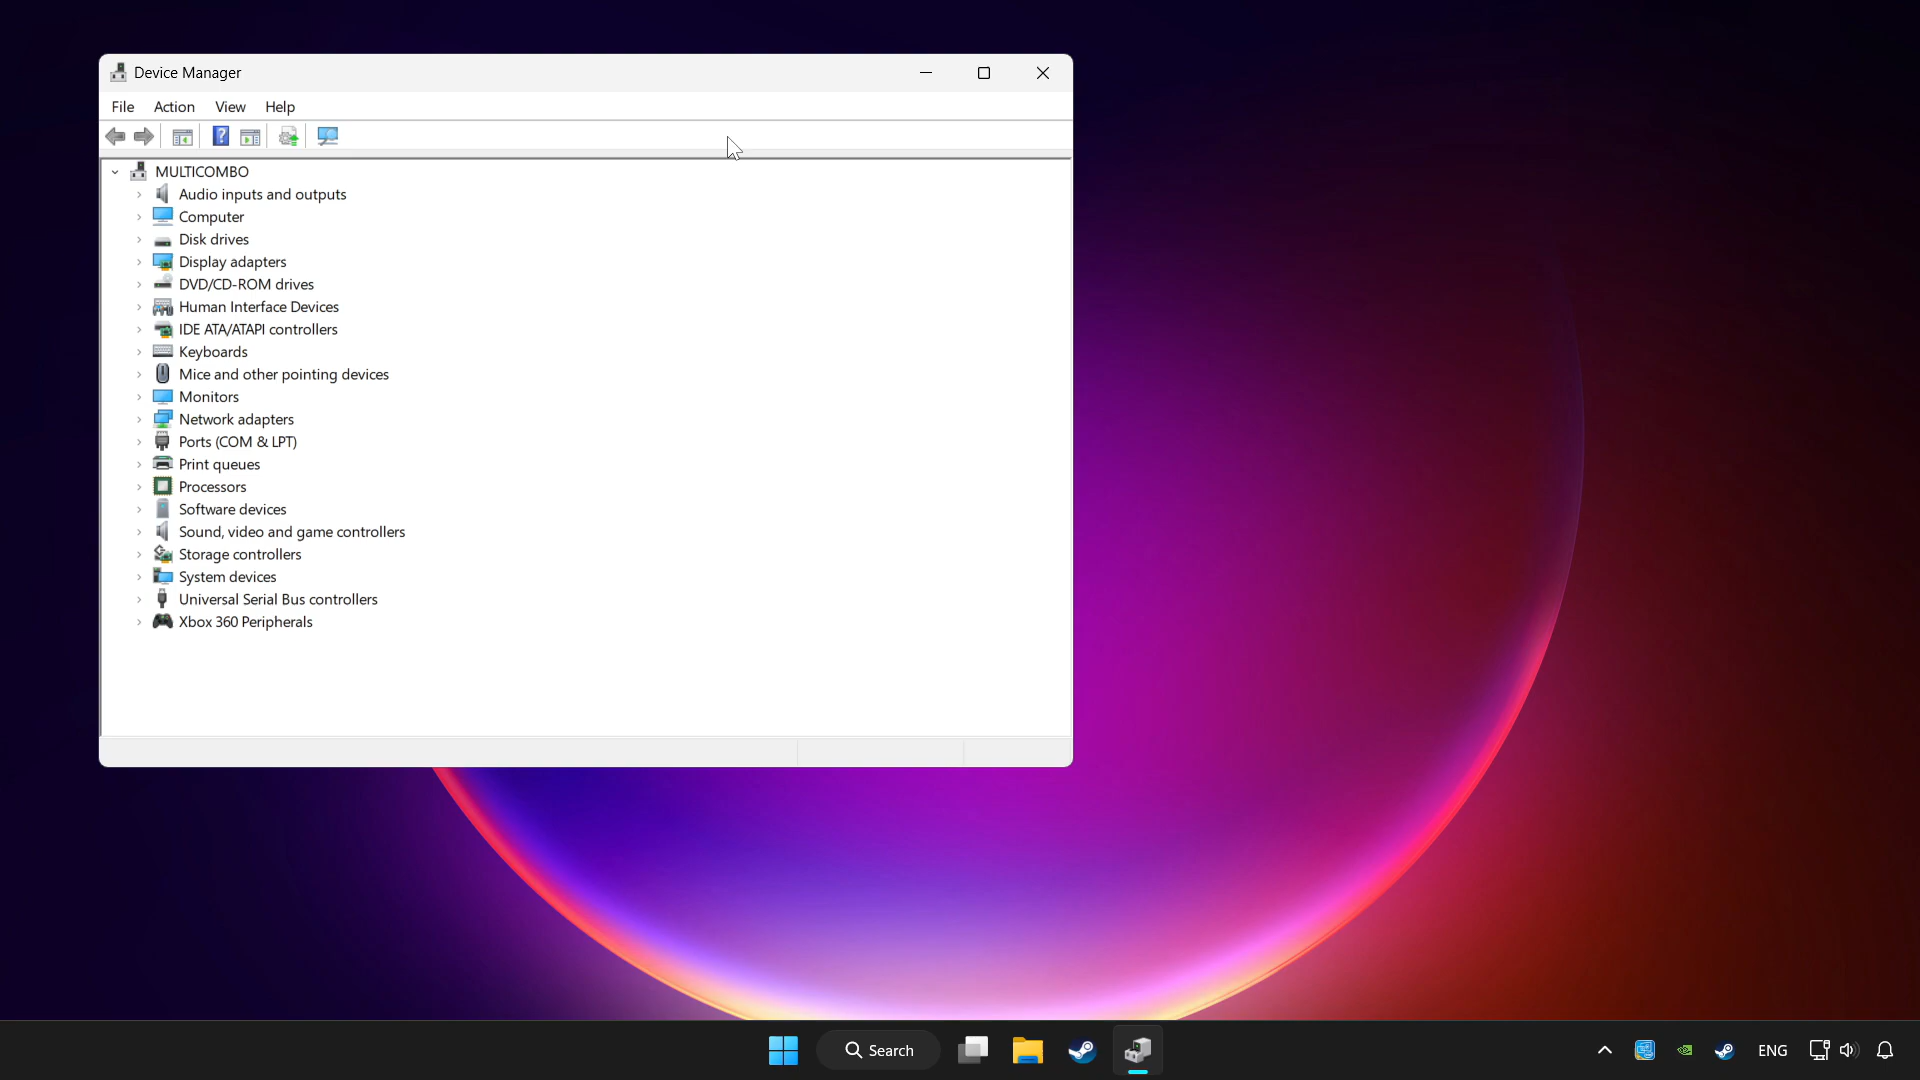 Device Manager
File Action View Help
MULTICOMBO
Audio inputs and outputs
Computer
Disk drives
Display adapters
DVD/CD-ROM drives
Human Interface Devices
IDE ATA/ATAPI controllers
Keyboards
Mice and other pointing devices
Monitors
Network adapters
Ports (COM & LPT)
Print queues
Processors
Software devices
Sound, video and game controllers
Storage controllers
System devices
Universal Serial Bus controllers
Xbox 360 Peripherals
Search
ENG